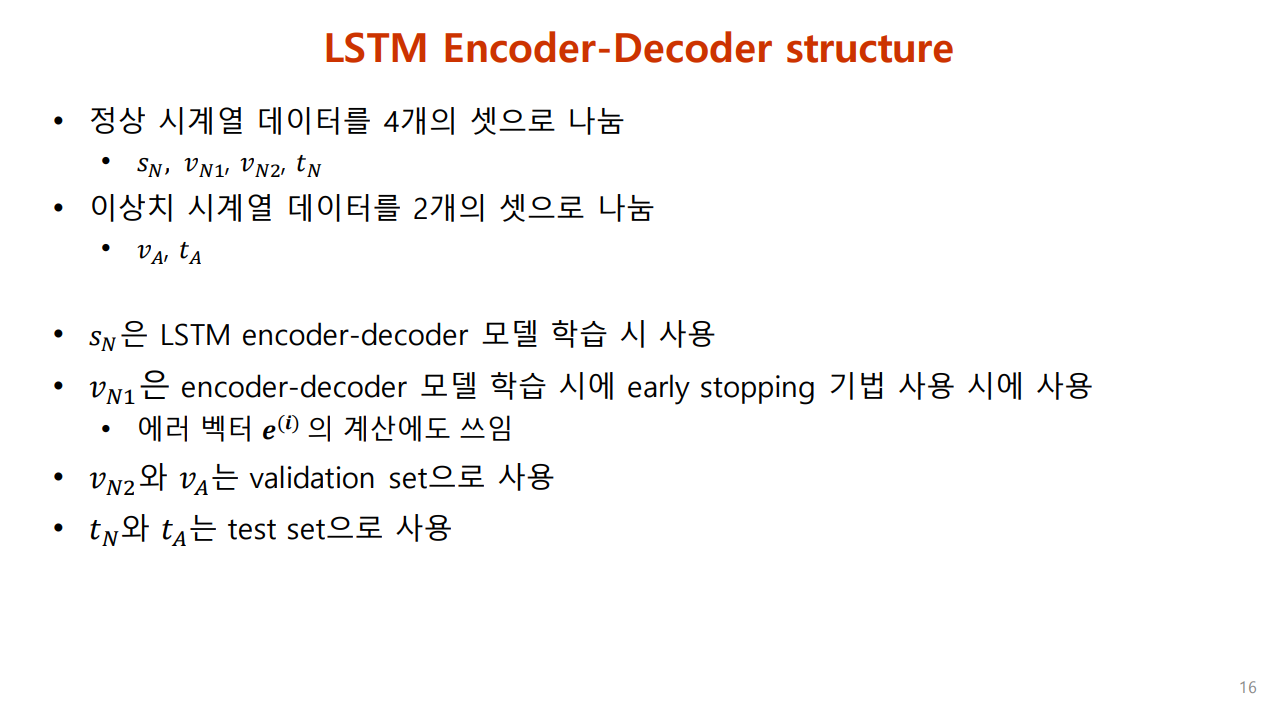 LSTM Encoder-Decoder structure
• 정상 시계열 데이터를 4개의 셋으로 나눔
• $s_N$, $v_{N1}$, $v_{N2}$, $t_N$
• 이상치 시계열 데이터를 2개의 셋으로 나눔
• $v_A$, $t_A$
• $s_N$은 LSTM encoder-decoder 모델 학습 시 사용
• $v_{N1}$은 encoder-decoder 모델 학습 시에 early stopping 기법 사용 시에 사용
• 에러 벡터 $e^{(i)}$ 의 계산에도 쓰임
• $v_{N2}$와 $v_A$는 validation set으로 사용
• $t_N$와 $t_A$는 test set으로 사용
16